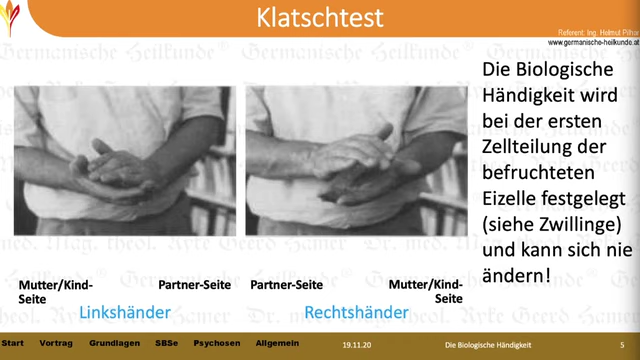 Klatschtest
Referent: Ing. Helmut Pilhar
www.germanische-heilkunde.at
Die Biologische
Händigkeit wird
bei der ersten
Zellteilung der
befruchteten
Eizelle festgelegt
(siehe Zwillinge)
und kann sich nie
ändern!
Mutter/Kind-
Seite
Partner-Seite
Linkshänder
Partner-Seite
Mutter/Kind-
Seite
Rechtshänder
Start Vortrag Grundlagen SBSe Psychosen Allgemein
19.11.20
Die Biologische Händigkeit
5